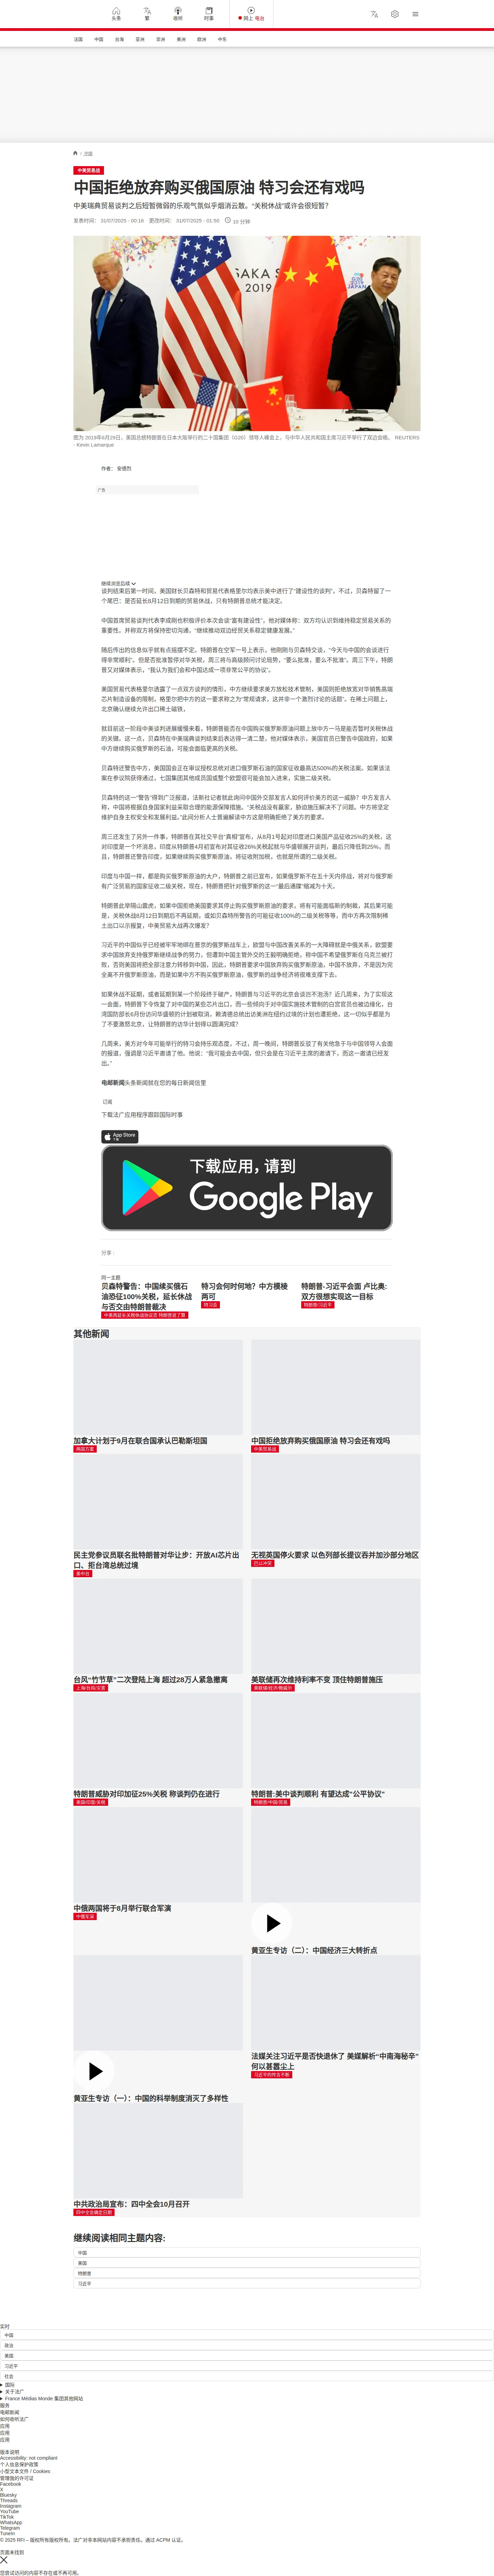 头条
繁
收听
时事
网上 电台
法国
中国
台海
亚洲
非洲
美洲
欧洲
中东
/ 中国
中美贸易战
中国拒绝放弃购买俄国原油 特习会还有戏吗
中美瑞典贸易谈判之后短暂微弱的乐观气氛似乎烟消云散。“关税休战”或许会很短暂？
发表时间： 31/07/2025 - 00:16 更改时间： 31/07/2025 - 01:50 10 分钟
G20 2019 JAPAN
图为 2019年6月29日，美国总统特朗普在日本大阪举行的二十国集团（G20）领导人峰会上，与中华人民共和国主席习近平举行了双边会晤。 REUTERS - Kevin Lamarque
作者： 安德烈
广告
继续浏览后续
谈判结束后第一时间，美国财长贝森特和贸易代表格里尔均表示美中进行了“建设性的谈判”，不过，贝森特留了一个尾巴：是否延长8月12日到期的贸易休战，只有特朗普总统才能决定。
中国首席贸易谈判代表李成刚也积极评价本次会谈“富有建设性”，他对媒体称：双方均认识到维持稳定贸易关系的重要性。并称双方将保持密切沟通。“继续推动双边经贸关系稳定健康发展。”
随后传出的信息似乎就有点摇摆不定。特朗普在空军一号上表示，他刚刚与贝森特交谈，“今天与中国的会谈进行得非常顺利”。但是否批准暂停对华关税，周三将与高级顾问讨论局势，“要么批准，要么不批准”。周三下午，特朗普又对媒体表示，“我认为我们会和中国达成一项非常公平的协议”。
美国贸易代表格里尔透露了一点双方谈判的情形，中方继续要求美方放松技术管制，美国则拒绝放宽对华销售高端芯片制造设备的限制，格里尔把中方的这一要求称之为“常规请求，这并非一个激烈讨论的话题”。在稀土问题上，北京确认继续允许出口稀土磁铁，
就目前这一阶段中美谈判进展缓慢来看，特朗普能否在中国购买俄罗斯原油问题上放中方一马是能否暂时关税休战的关键。这一点，贝森特在中美瑞典谈判结束后表达得一清二楚，他对媒体表示，美国官员已警告中国政府，如果中方继续购买俄罗斯的石油，可能会面临更高的关税。
贝森特还警告中方，美国国会正在审议授权总统对进口俄罗斯石油的国家征收最高达500%的关税法案。如果该法案在参议院获得通过，七国集团其他成员国或整个欧盟很可能会加入进来，实施二级关税。
贝森特的这一“警告”得到广泛报道，法新社记者就此询问中国外交部发言人如何评价美方的这一威胁？中方发言人称，中国将根据自身国家利益采取合理的能源保障措施。“关税战没有赢家，胁迫施压解决不了问题。中方将坚定维护自身主权安全和发展利益。”此间分析人士普遍解读中方这是明确拒绝了美方的要求。
周三还发生了另外一件事，特朗普在其社交平台“真相”宣布，从8月1号起对印度进口美国产品征收25%的关税，这对印度是一个坏消息，印度从特朗普4月初宣布对其征收26%关税起就与华盛顿展开谈判，最后只降低到25%，而且，特朗普还警告印度，如果继续购买俄罗斯原油，将征收附加税，也就是所谓的二级关税。
印度与中国一样，都是购买俄罗斯原油的大户，特朗普之前已宣布，如果俄罗斯不在五十天内停战，将对与俄罗斯有广泛贸易的国家征收二级关税，现在，特朗普把针对俄罗斯的这一“最后通牒”缩减为十天。
特朗普此举隔山震虎，如果中国拒绝美国要求其停止购买俄罗斯原油的要求，将有可能面临新的制裁，其后果可能是，关税休战8月12日到期后不再延期，或如贝森特所警告的可能征收100%的二级关税等等，而中方再次限制稀土出口以示报复，中美贸易大战再次爆发？
习近平的中国似乎已经被牢牢地绑在普京的俄罗斯战车上，欧盟与中国改善关系的一大障碍就是中俄关系，欧盟要求中国放弃支持俄罗斯继续战争的努力，但遭到中国主管外交的王毅明确拒绝，称中国不希望俄罗斯在乌克兰被打败，否则美国将把全部注意力转移到中国，因此，特朗普要求中国放弃购买俄罗斯原油，中国不放弃，不是因为完全离不开俄罗斯原油，而是如果中方不购买俄罗斯原油，俄罗斯的战争经济将很难支撑下去。
如果休战不延期，或者延期到某一个阶段终于破产，特朗普与习近平的北京会谈岂不泡汤？近几周来，为了实现这一会面，特朗普下令恢复了对中国的某些芯片出口，而一些倾向于对中国实施技术管制的白宫官员也被边缘化，台湾国防部长6月份访问华盛顿的计划被取消，赖清德总统出访美洲在纽约过境的计划也遭拒绝，这一切似乎都是为了不要激怒北京，让特朗普的访华计划得以圆满完成？
几周来，美方对今年可能举行的特习会持乐观态度。不过，周一晚间，特朗普反驳了有关他急于与中国领导人会面的报道，强调是习近平邀请了他。他说：“我可能会去中国，但只会是在习近平主席的邀请下，而这一邀请已经发出。”
电邮新闻头条新闻就在您的每日新闻信里
订阅
下载法广应用程序跟踪国际时事
App Store
下载
下载应用，请到
Google Play
分享 :
同一主题
贝森特警告：中国续买俄石油恐征100%关税，延长休战与否交由特朗普裁决
中美周延长关税休战协议否 特朗普说了算
特习会何时何地？中方模棱两可
特习会
特朗普-习近平会面 卢比奥: 双方很想实现这一目标
特朗普/习近平
其他新闻
加拿大计划于9月在联合国承认巴勒斯坦国
两国方案
中国拒绝放弃购买俄国原油 特习会还有戏吗
中美贸易战
民主党参议员联名批特朗普对华让步：开放AI芯片出口、拒台湾总统过境
美中台
无视英国停火要求 以色列部长提议吞并加沙部分地区
巴以冲突
台风“竹节草”二次登陆上海 超过28万人紧急撤离
上海/台风/灾害
美联储再次维持利率不变 顶住特朗普施压
美联储/经济/鲍威尔
特朗普威胁对印加征25%关税 称谈判仍在进行
美国/印度/关税
特朗普:美中谈判顺利 有望达成"公平协议"
特朗普/中国/贸易
中俄两国将于8月举行联合军演
中俄军演
黄亚生专访（二）：中国经济三大转折点
黄亚生专访（一）：中国的科举制度消灭了多样性
法媒关注习近平是否快退休了 美媒解析“中南海秘辛”何以甚嚣尘上
习近平的传言不断
中共政治局宣布：四中全会10月召开
四中全会确定日期
继续阅读相同主题内容:
中国
美国
特朗普
习近平
实时
中国
政治
美国
习近平
社会
国际
关于法广
France Médias Monde 集团其他网站
服务
电邮新闻
如何收听法广
应用
应用
应用
版本说明
Accessibility: not compliant
个人信息保护政策
小型文本文件 / Cookies
管理我的许可证
Facebook
X
Bluesky
Threads
Instagram
YouTube
TikTok
WhatsApp
Telegram
TuneIn
© 2025 RFI – 版权所有版权所有。法广对非本网站内容不承担责任。通过 ACPM 认证。
页面未找到
您尝试访问的内容不存在或不再可用。